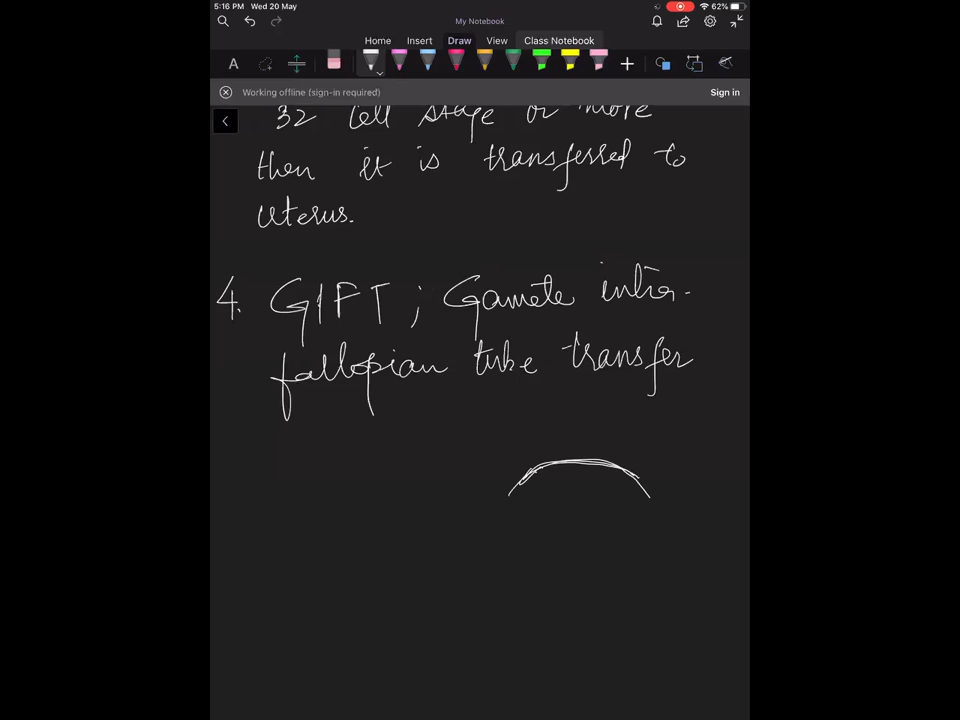 5:16 PM Wed 20 May
62%
My Notebook
Home Insert Draw View Class Notebook
A
Working offline (sign-in required) Sign in
32 Cell stage or more
then it is transferred to
Uterus.
4. GIFT ; Gamete intra-
fallopian tube transfer